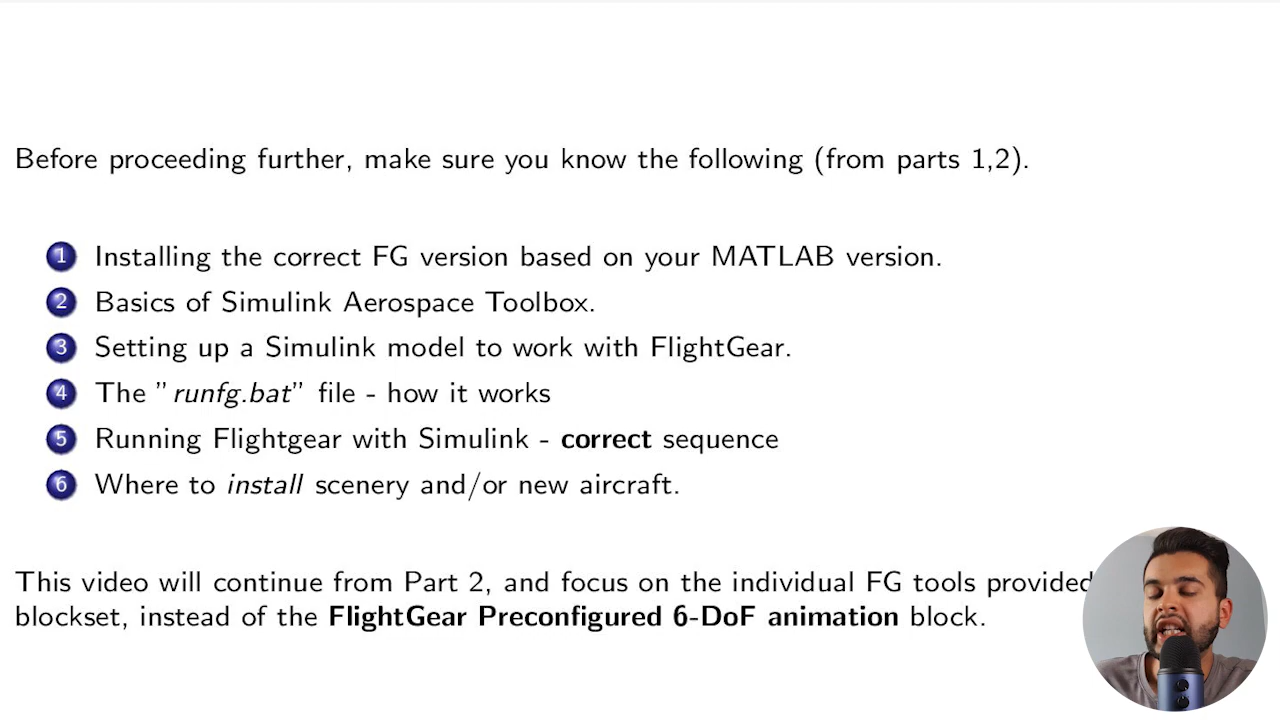 Before proceeding further, make sure you know the following (from parts 1,2).
1 Installing the correct FG version based on your MATLAB version.
2 Basics of Simulink Aerospace Toolbox.
3 Setting up a Simulink model to work with FlightGear.
4 The "runfg.bat" file - how it works
5 Running Flightgear with Simulink - correct sequence
6 Where to install scenery and/or new aircraft.
This video will continue from Part 2, and focus on the individual FG tools provided
blockset, instead of the FlightGear Preconfigured 6-DoF animation block.